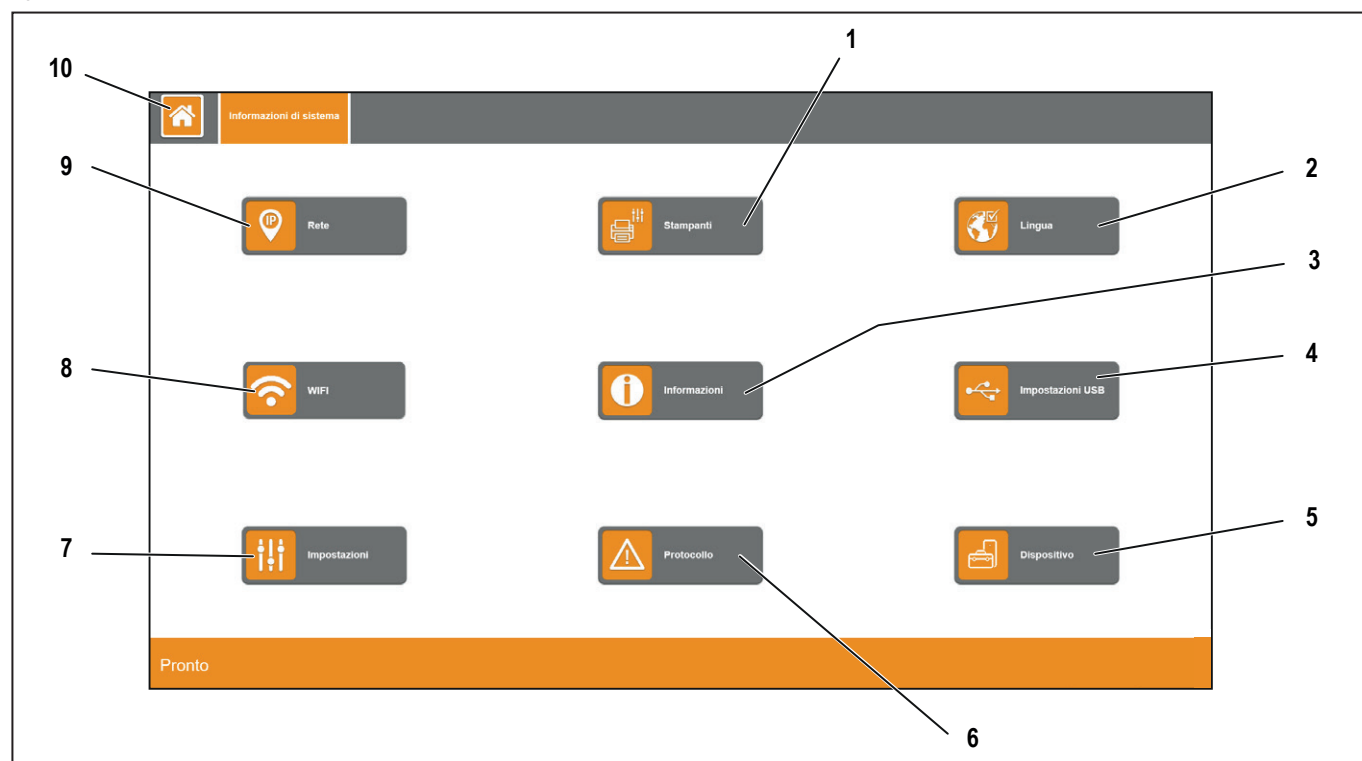 1
10
Informazioni di sistema
9
2
IP
Rete
Stampanti
Lingua
3
8
4
WIFI
Informazioni
Impostazioni USB
7
5
Impostazioni
Protocollo
Dispositivo
Pronto
6